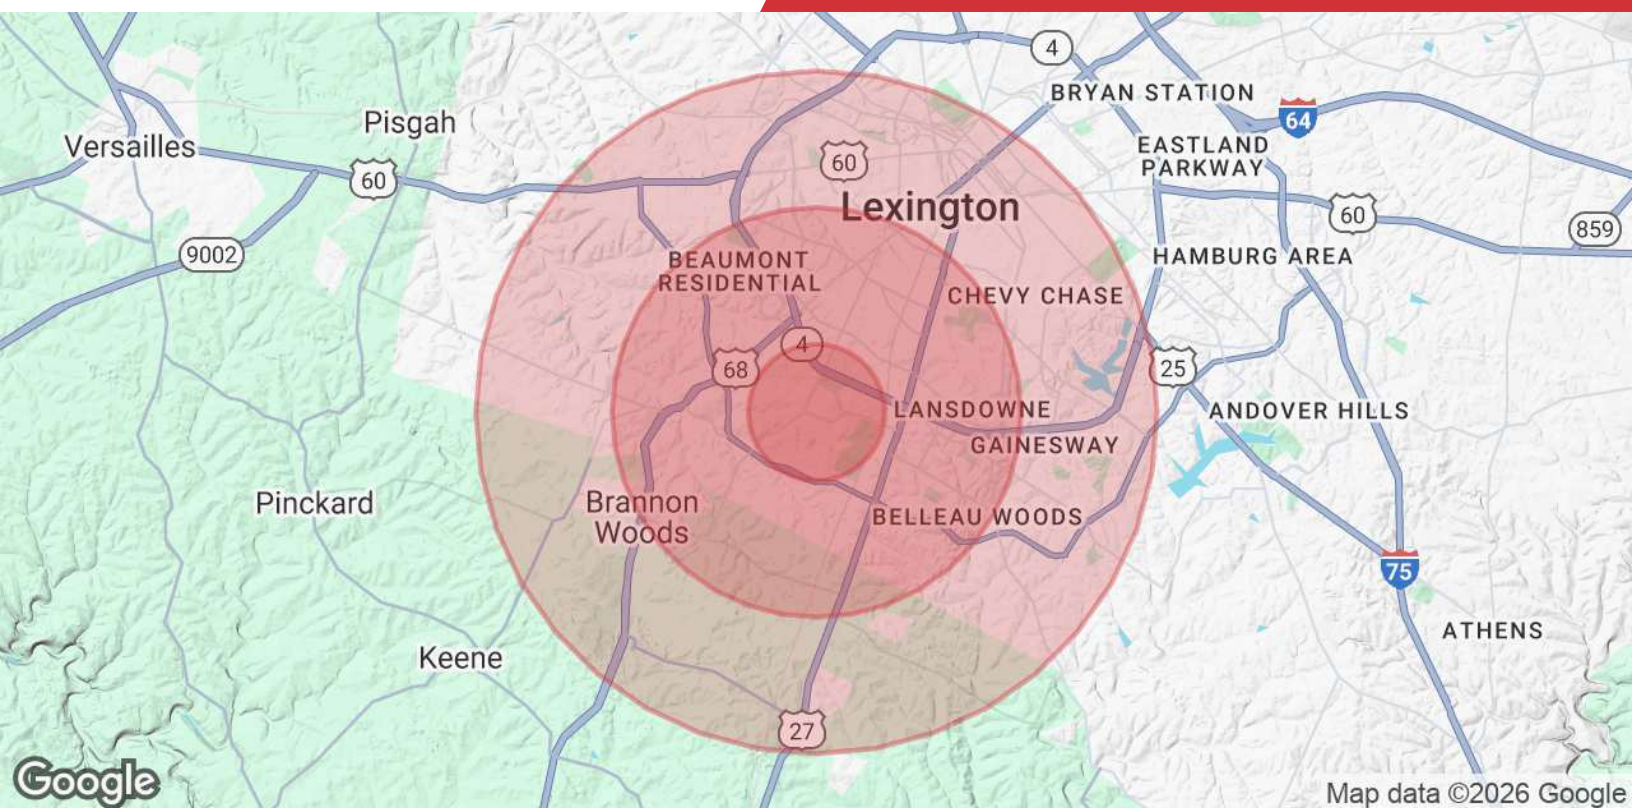 4
BRYAN STATION
64
Pisgah
Versailles
EASTLAND
PARKWAY
60
60
Lexington
60
859
9002
BEAUMONT
RESIDENTIAL
HAMBURG AREA
CHEVY CHASE
4
68
25
LANSDOWNE
ANDOVER HILLS
GAINESWAY
Pinckard
Brannon
Woods
BELLEAU WOODS
75
ATHENS
Keene
27
Google
Map data ©2026 Google